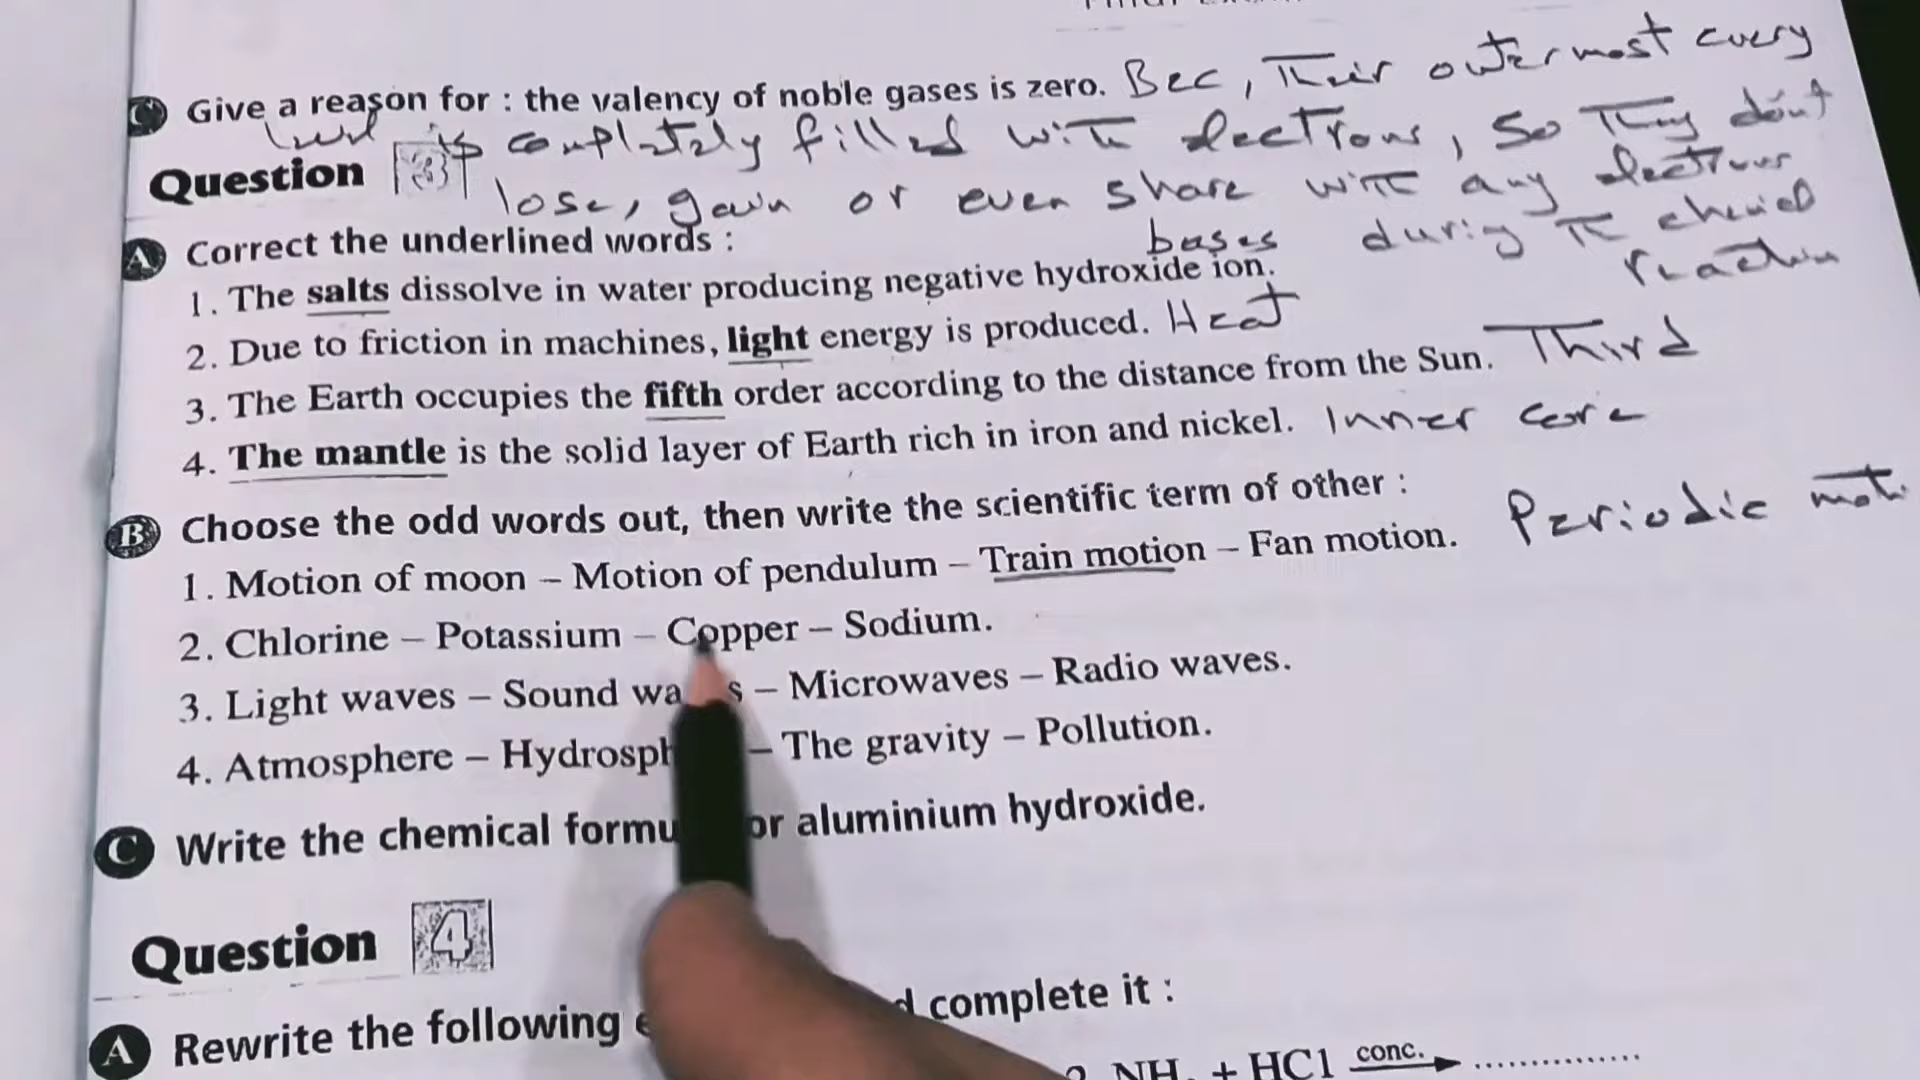 C Give a reason for : the valency of noble gases is zero. Bec, Their outermost every
level is completely filled with electrons, So They don't
Question 3 lose, gain or even share with any electrons
during the chemical
reaction
A Correct the underlined words :
bases
1. The salts dissolve in water producing negative hydroxide ion.
2. Due to friction in machines, light energy is produced. Heat
3. The Earth occupies the fifth order according to the distance from the Sun. Third
4. The mantle is the solid layer of Earth rich in iron and nickel. Inner core
B Choose the odd words out, then write the scientific term of other : Periodic
1. Motion of moon – Motion of pendulum – Train motion – Fan motion.
2. Chlorine – Potassium – Copper – Sodium.
3. Light waves – Sound wa s – Microwaves – Radio waves.
4. Atmosphere – Hydrosph – The gravity – Pollution.
C Write the chemical formu or aluminium hydroxide.
Question 4
A Rewrite the following d complete it :
+ HCl conc. ...............